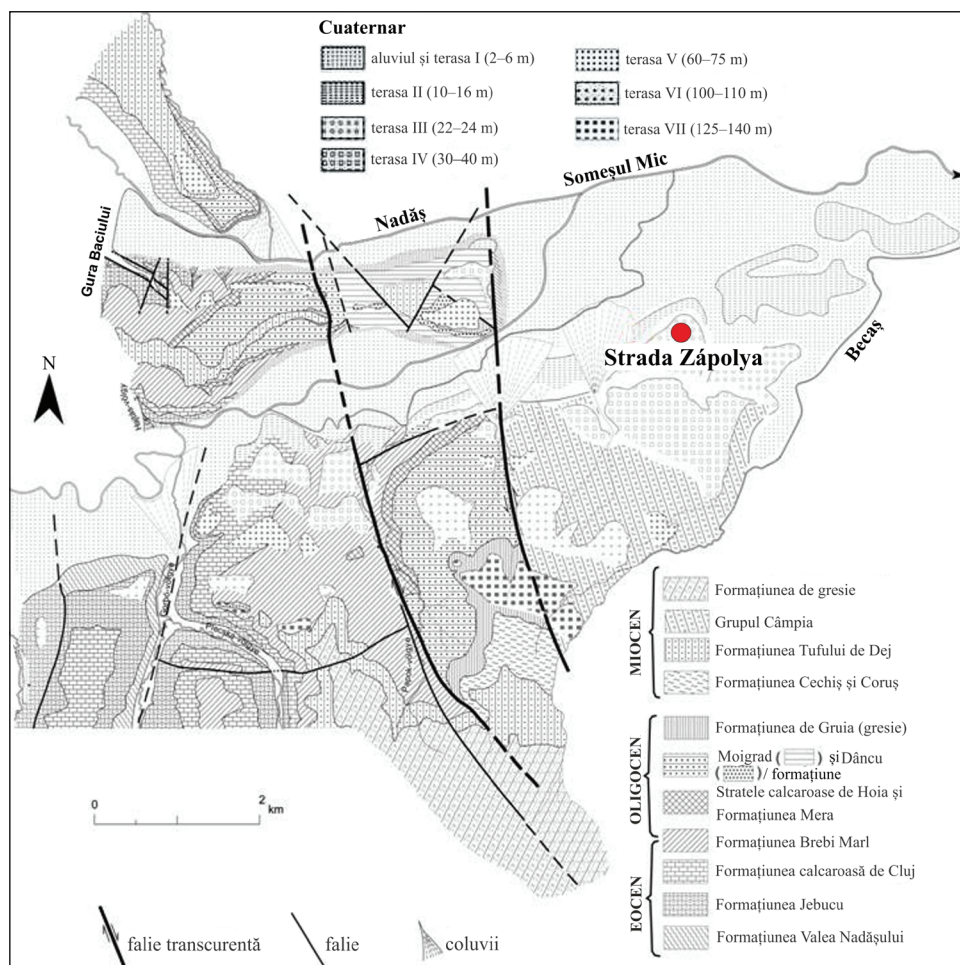 Cuaternar
aluviul și terasa I (2–6 m)
terasa II (10–16 m)
terasa III (22–24 m)
terasa IV (30–40 m)
terasa V (60–75 m)
terasa VI (100–110 m)
terasa VII (125–140 m)
Someșul Mic
Nadăș
Gura Baciului
Becaș
Strada Zápolya
N
0 2
km
MIOCEN
Formațiunea de gresie
Grupul Câmpia
Formațiunea Tufului de Dej
Formațiunea Cechiș și Coruș
OLIGOCEN
Formațiunea de Gruia (gresie)
Moigrad ( ) și Dâncu
( )/ formațiune
Stratele calcaroase de Hoia și
Formațiunea Mera
EOCEN
Formațiunea Brebi Marl
Formațiunea calcaroasă de Cluj
Formațiunea Jebucu
Formațiunea Valea Nadășului
falie transcurentă
falie
coluvii